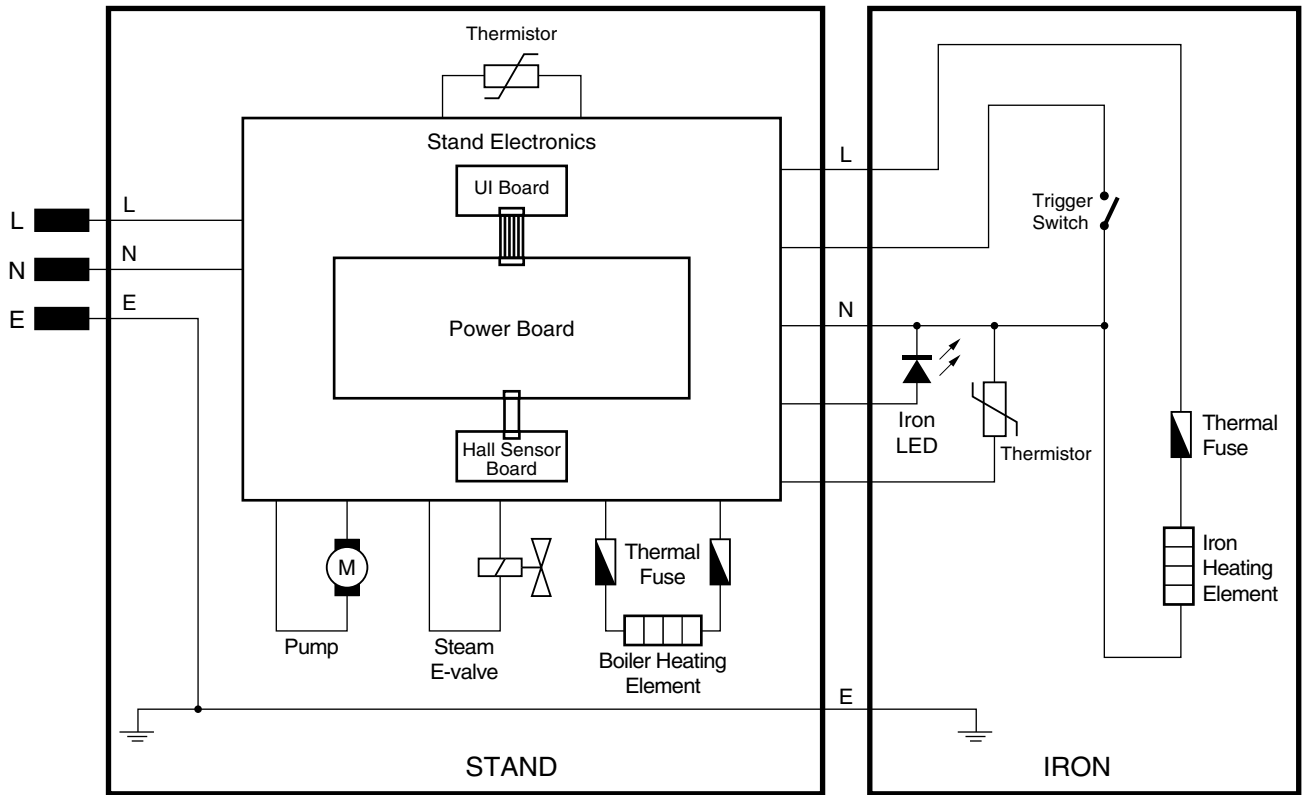 Thermistor
Stand Electronics
UI Board
L
L
L
N
N
E
E
Power Board
Hall Sensor
Board
M
Pump
Steam
E-valve
Thermal
Fuse
Boiler Heating
Element
STAND
N
E
Trigger
Switch
Iron
LED
Thermistor
Thermal
Fuse
Iron
Heating
Element
IRON